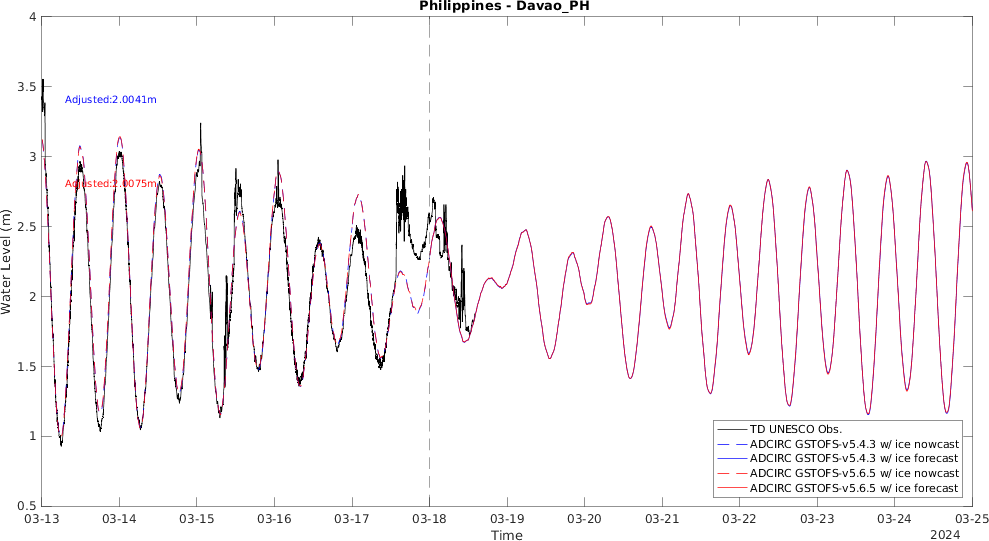 Philippines - Davao_PH
4
3.5
3
2.5
2
1.5
1
0.5
Water Level (m)
Adjusted:2.0041m
Adjusted:2.0075m
TD UNESCO Obs.
ADCIRC GSTOFS-v5.4.3 w/ ice nowcast
ADCIRC GSTOFS-v5.4.3 w/ ice forecast
ADCIRC GSTOFS-v5.6.5 w/ ice nowcast
ADCIRC GSTOFS-v5.6.5 w/ ice forecast
03-13 03-14 03-15 03-16 03-17 03-18 03-19 03-20 03-21 03-22 03-23 03-24 03-25
Time
2024